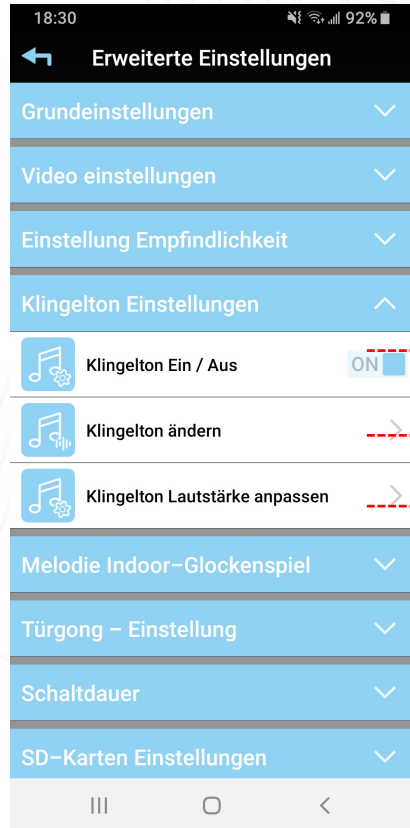 18:30 92%
Erweiterte Einstellungen
Grundeinstellungen
Video einstellungen
Einstellung Empfindlichkeit
Klingelton Einstellungen
Klingelton Ein / Aus ON
Klingelton ändern
Klingelton Lautstärke anpassen
Melodie Indoor-Glockenspiel
Türgong - Einstellung
Schaltdauer
SD-Karten Einstellungen